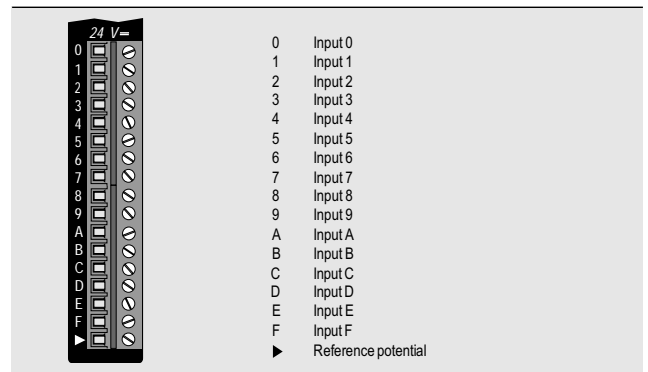 24 V=
0
1
2
3
4
5
6
7
8
9
A
B
C
D
E
F
▶
0 Input 0
1 Input 1
2 Input 2
3 Input 3
4 Input 4
5 Input 5
6 Input 6
7 Input 7
8 Input 8
9 Input 9
A Input A
B Input B
C Input C
D Input D
E Input E
F Input F
▶ Reference potential